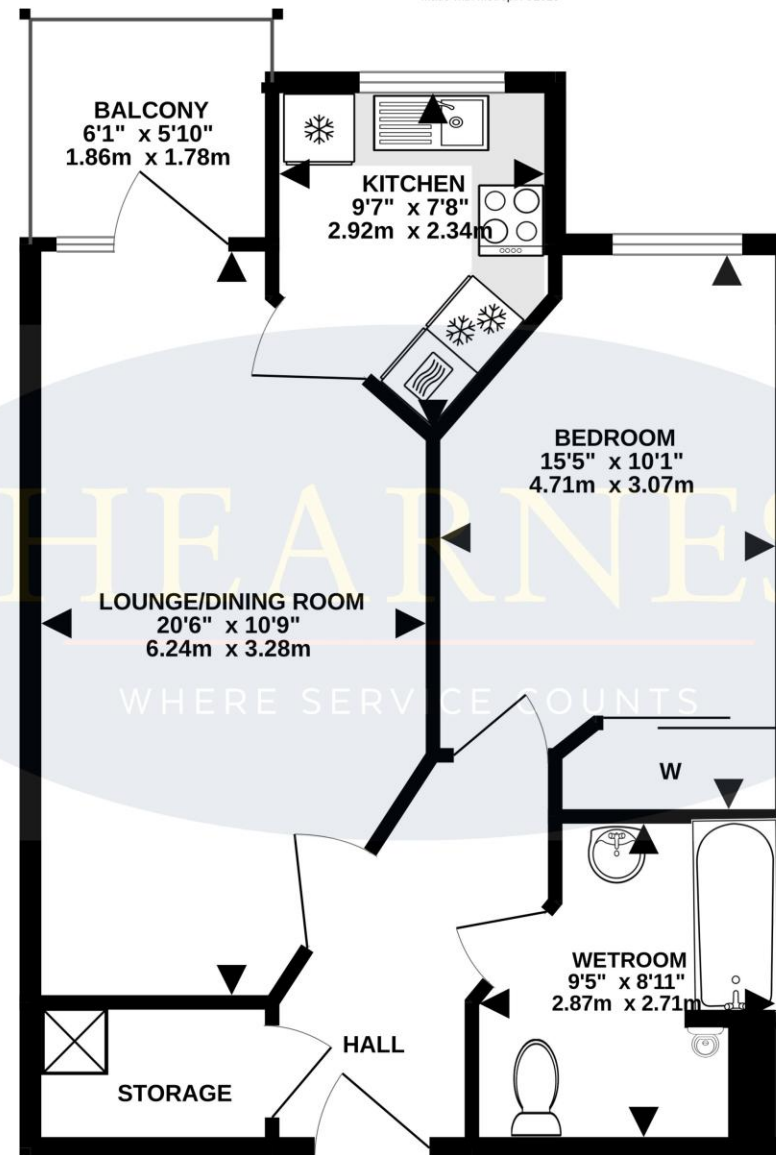 BALCONY
6'1" x 5'10"
1.86m x 1.78m
KITCHEN
9'7" x 7'8"
2.92m x 2.34m
BEDROOM
15'5" x 10'1"
4.71m x 3.07m
HEARNES
LOUNGE/DINING ROOM
20'6" x 10'9"
6.24m x 3.28m
WHERE SERVICE COUNTS
W
WETROOM
9'5" x 8'11"
2.87m x 2.71m
HALL
STORAGE